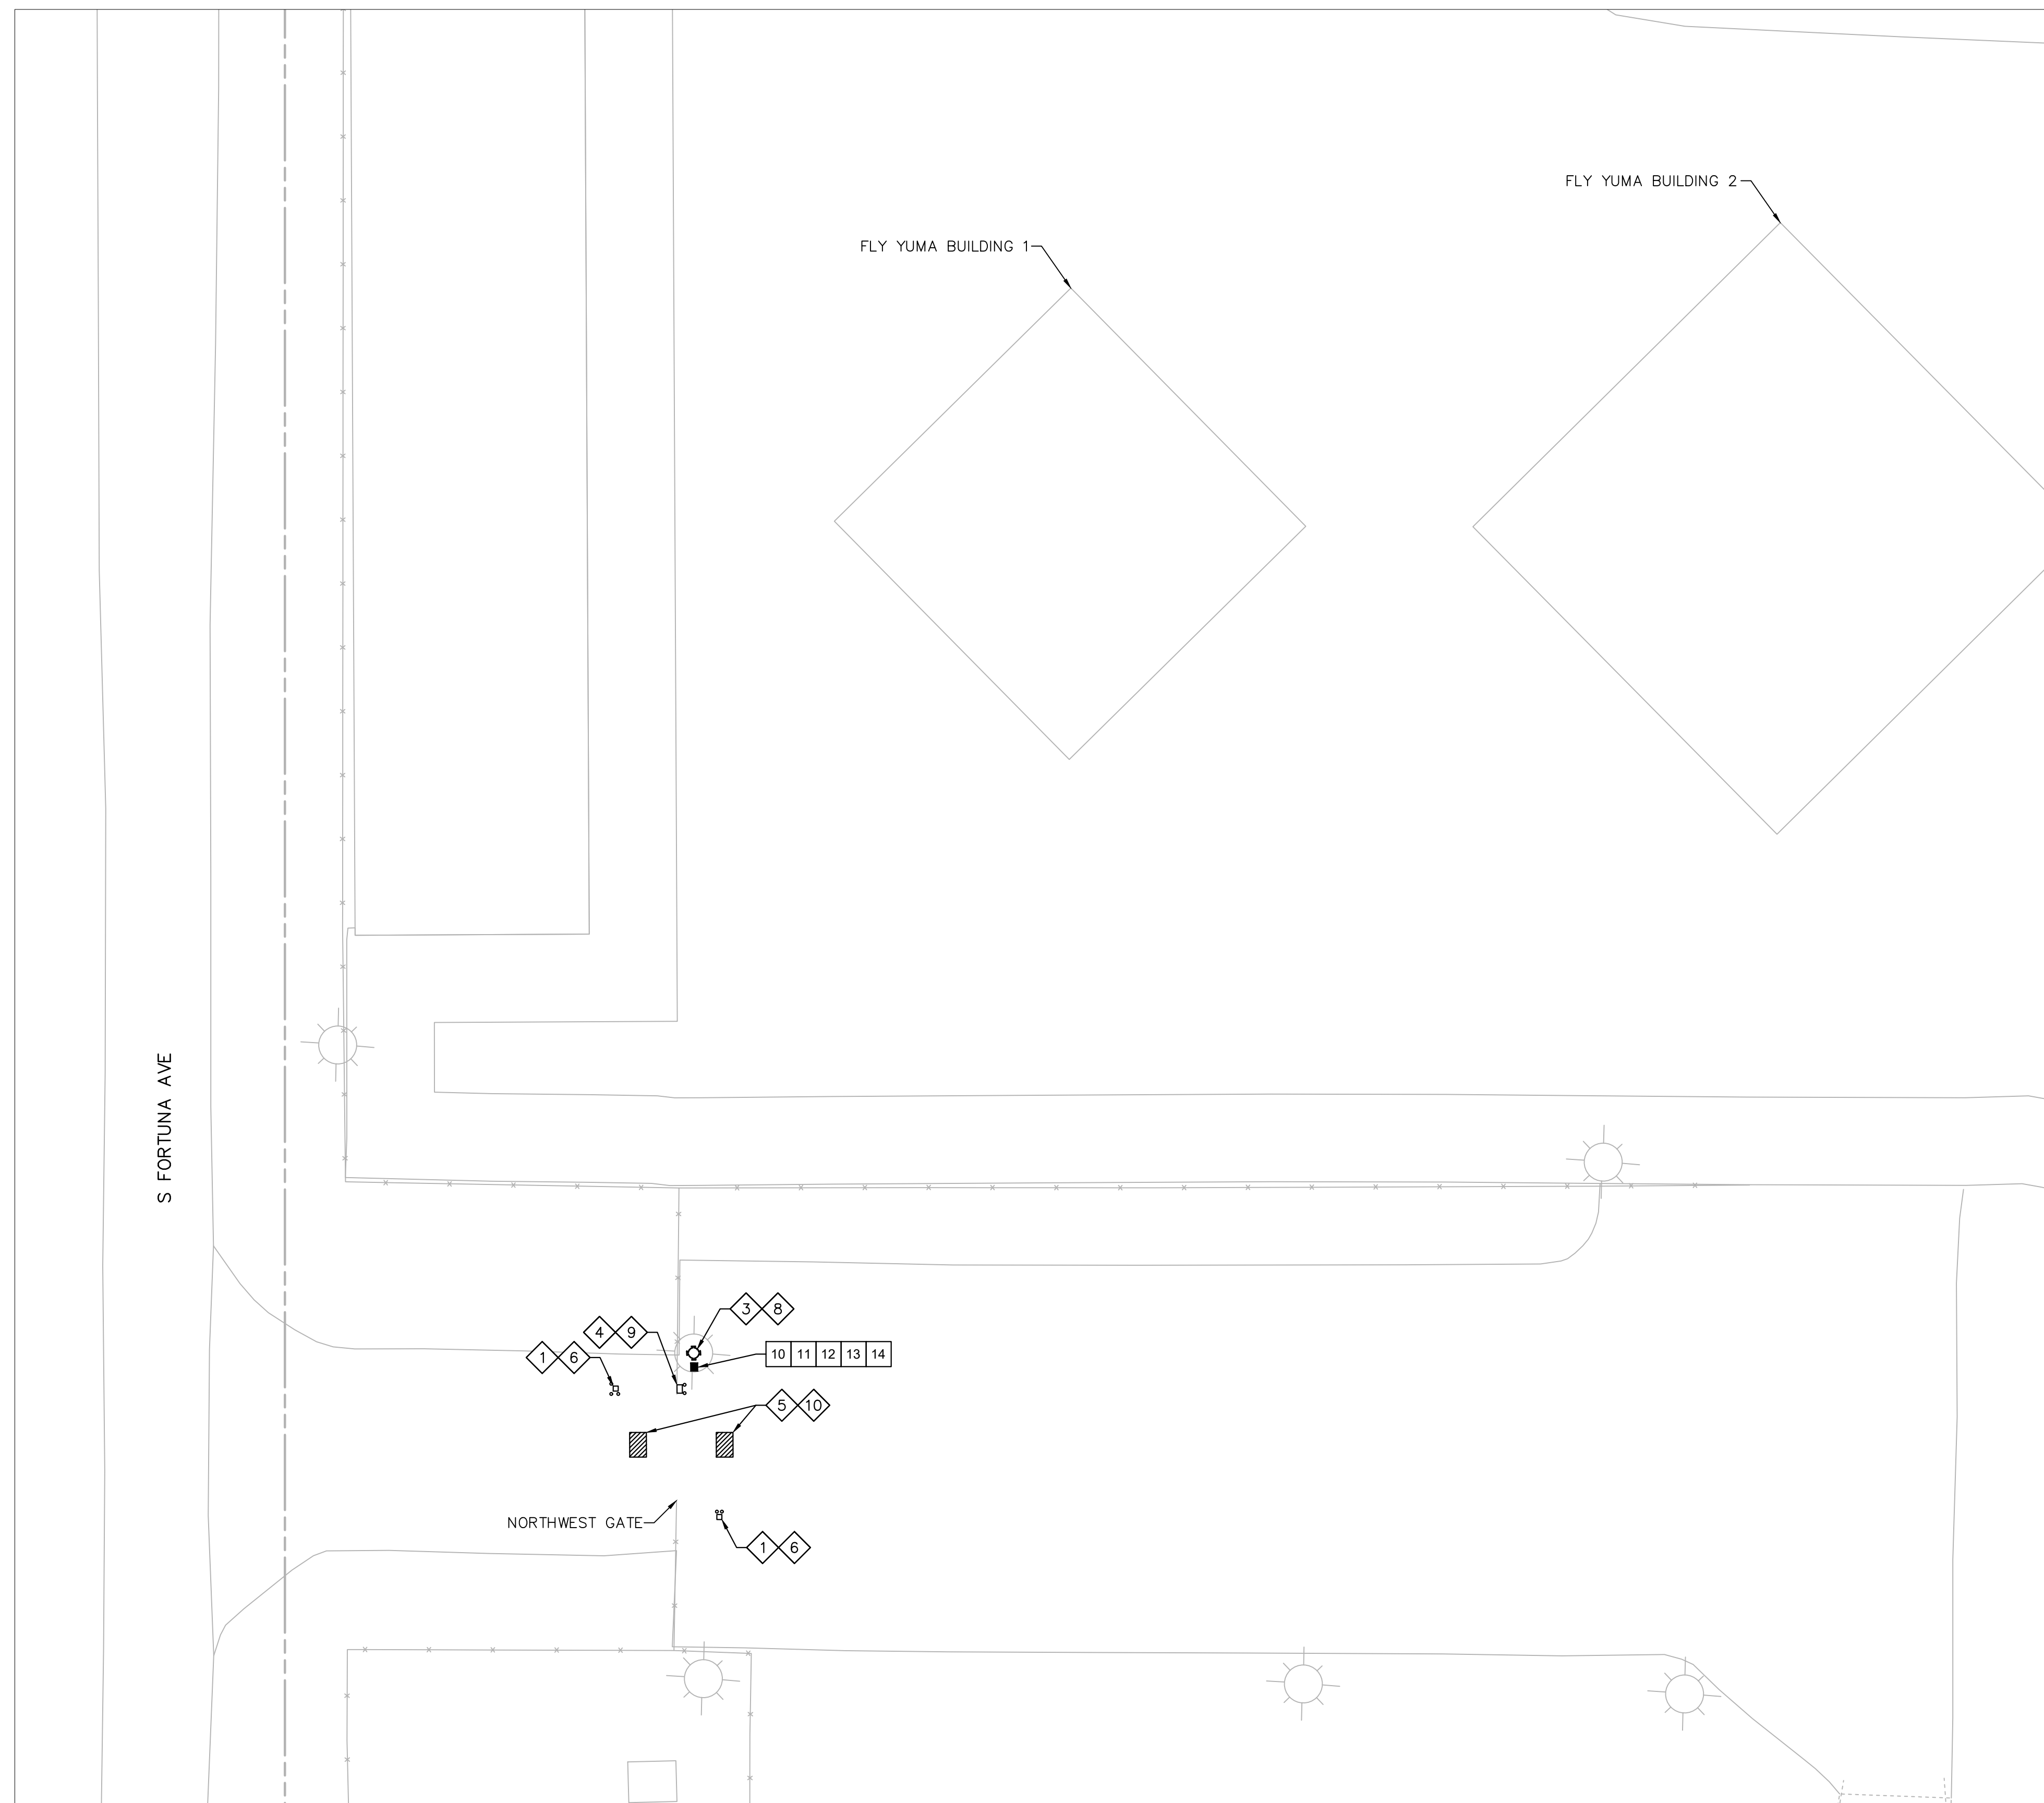 FLY YUMA BUILDING 2
FLY YUMA BUILDING 1
S FORTUNA AVE
3 8
4 9
10 11 12 13 14
1 6
5 10
NORTHWEST GATE
1 6